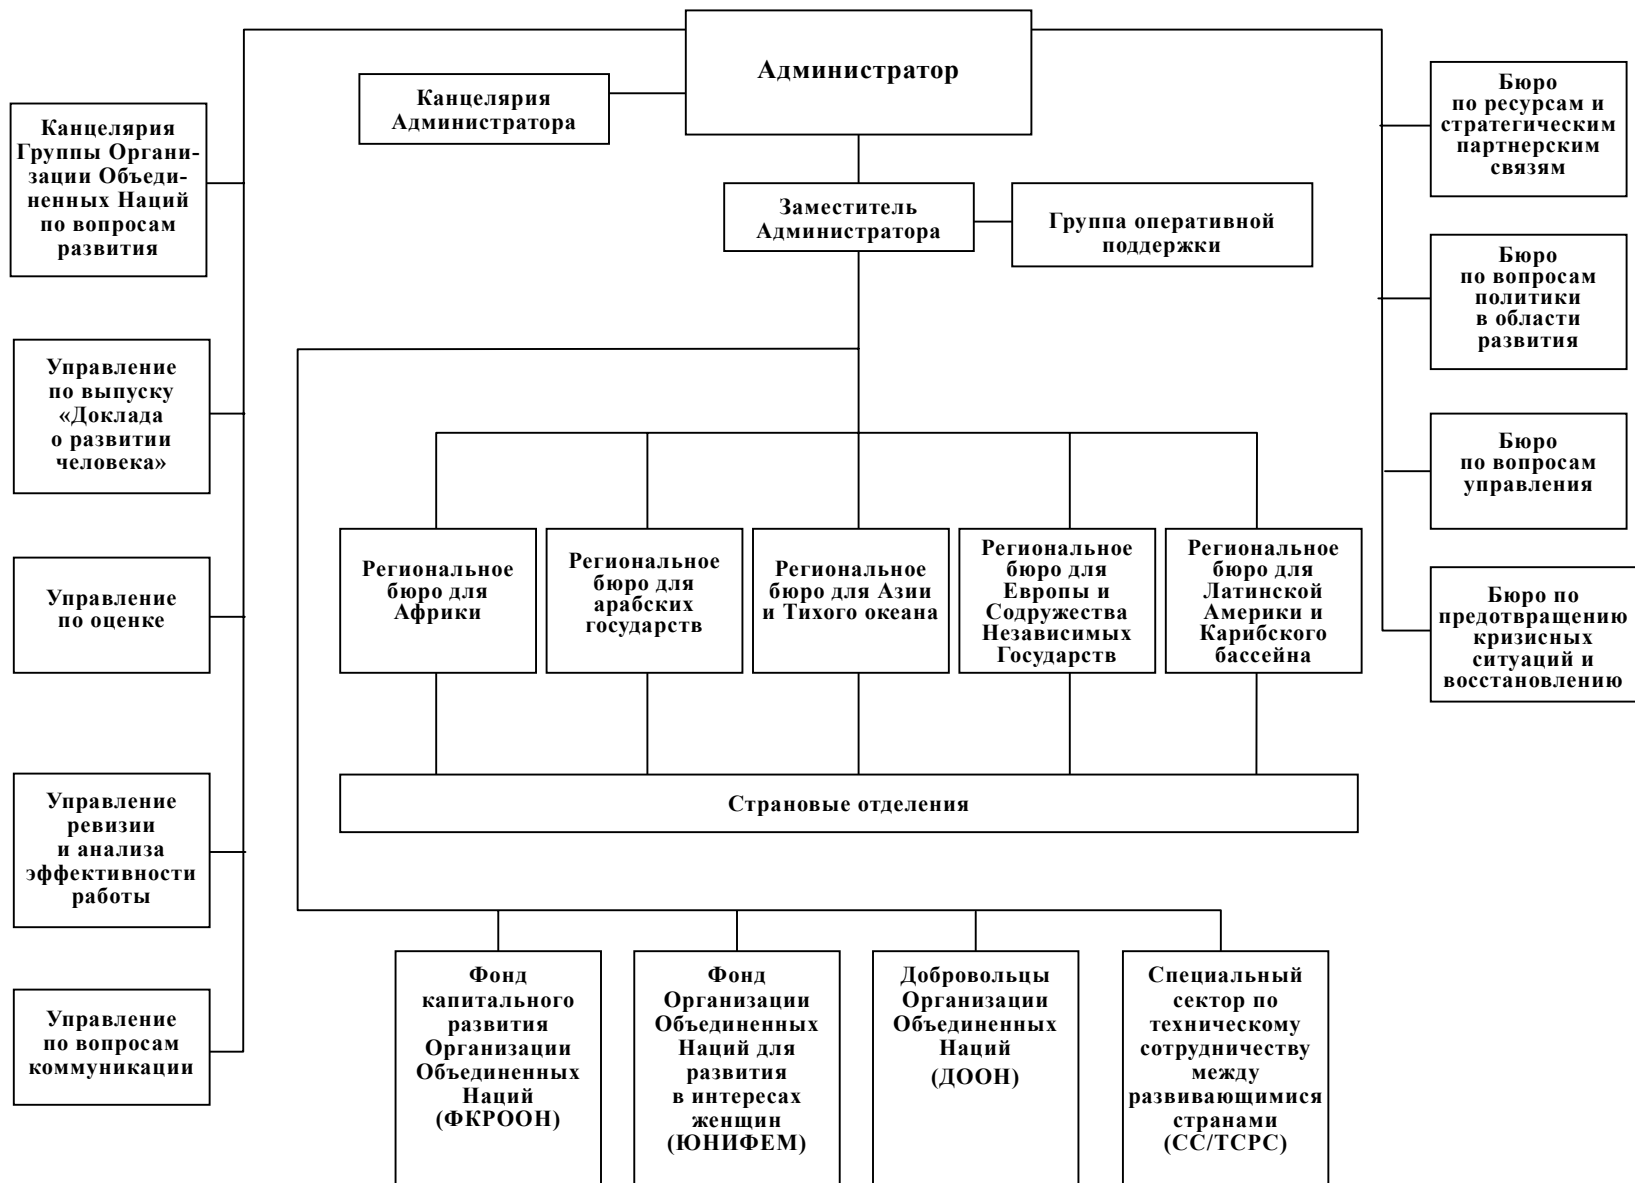 Администратор
Канцелярия
Администратора
Заместитель
Администратора
Группа оперативной
поддержки
Канцелярия
Группы Органи-
зации Объеди-
ненных Наций
по вопросам
развития
Управление
по выпуску
«Доклада
о развитии
человека»
Управление
по оценке
Управление
ревизии
и анализа
эффективности
работы
Управление
по вопросам
коммуникации
Бюро
по ресурсам и
стратегическим
партнерским
связям
Бюро
по вопросам
политики
в области
развития
Бюро
по вопросам
управления
Бюро по
предотвращению
кризисных
ситуаций и
восстановлению
Региональное
бюро для
Африки
Региональное
бюро для
арабских
государств
Региональное
бюро для Азии
и Тихого океана
Региональное
бюро для
Европы и
Содружества
Независимых
Государств
Региональное
бюро для
Латинской
Америки и
Карибского
бассейна
Страновые отделения
Фонд
капитального
развития
Организации
Объединенных
Наций
(ФКРООН)
Фонд
Организации
Объединенных
Наций для
развития
в интересах
женщин
(ЮНИФЕМ)
Добровольцы
Организации
Объединенных
Наций
(ДООН)
Специальный
сектор по
техническому
сотрудничеству
между
развивающимися
странами
(СС/ТСРС)